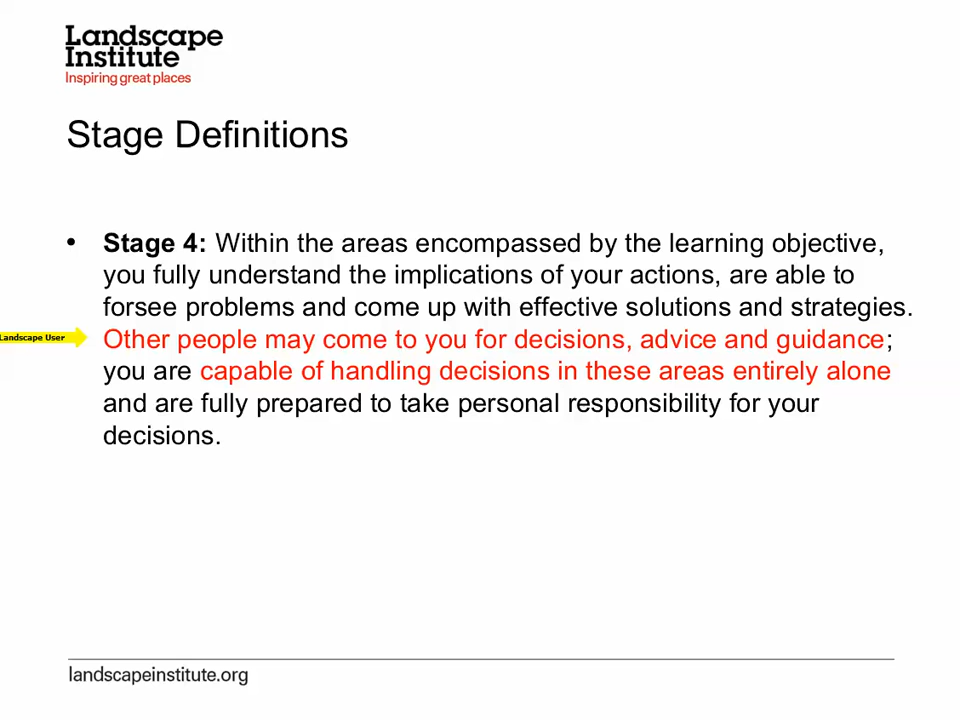 Landscape
Institute
Inspiring great places
Stage Definitions
• Stage 4: Within the areas encompassed by the learning objective,
you fully understand the implications of your actions, are able to
forsee problems and come up with effective solutions and strategies.
Landscape User
Other people may come to you for decisions, advice and guidance;
you are capable of handling decisions in these areas entirely alone
and are fully prepared to take personal responsibility for your
decisions.
landscapeinstitute.org